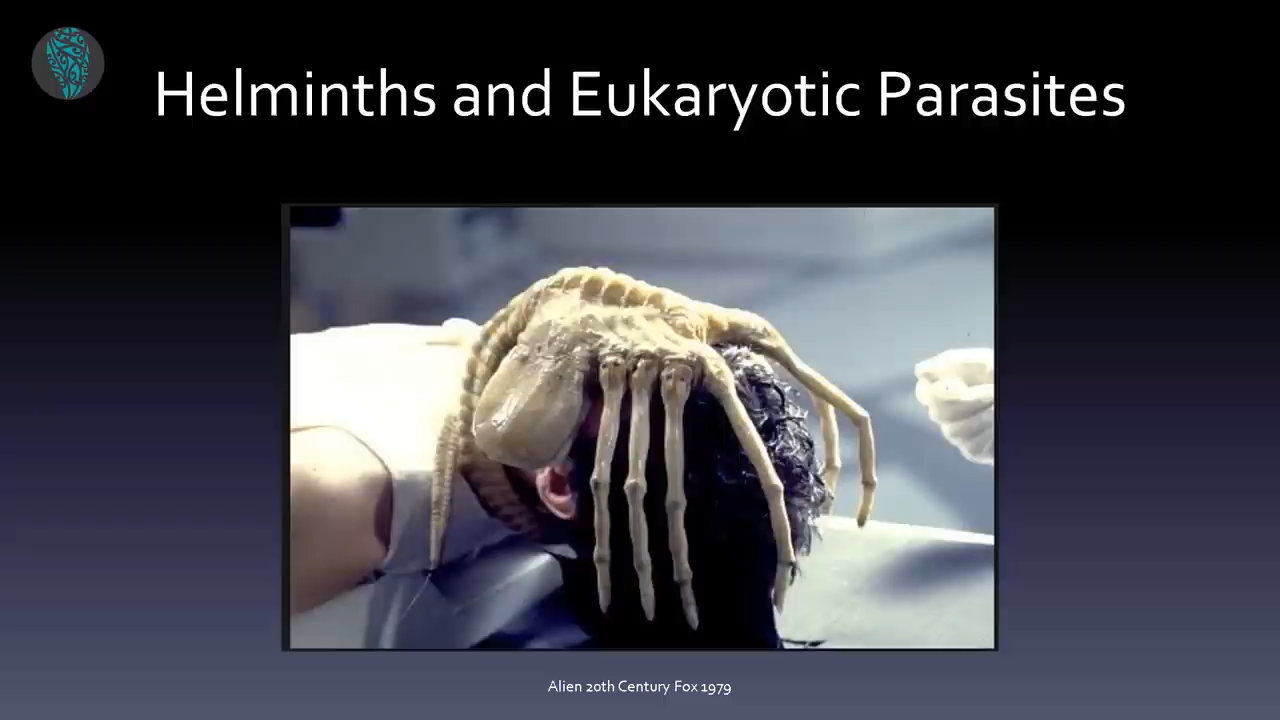 Helminths and Eukaryotic Parasites
Alien 20th Century Fox 1979